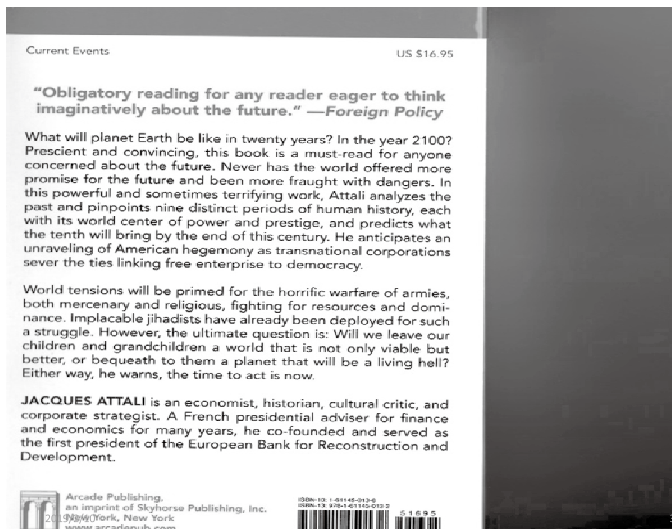 Current Events
US $16.95
"Obligatory reading for any reader eager to think
imaginatively about the future." —Foreign Policy
What will planet Earth be like in twenty years? In the year 2100?
Prescient and convincing, this book is a must-read for anyone
concerned about the future. Never has the world offered more
promise for the future and been more fraught with dangers. In
this powerful and sometimes terrifying work, Attali analyzes the
past and pinpoints nine distinct periods of human history, each
with its world center of power and prestige, and predicts what
the tenth will bring by the end of this century. He anticipates an
unraveling of American hegemony as transnational corporations
sever the ties linking free enterprise to democracy.
World tensions will be primed for the horrific warfare of armies,
both mercenary and religious, fighting for resources and domi-
nance. Implacable jihadists have already been deployed for such
a struggle. However, the ultimate question is: Will we leave our
children and grandchildren a world that is not only viable but
better, or bequeath to them a planet that will be a living hell?
Either way, he warns, the time to act is now.
JACQUES ATTALI is an economist, historian, cultural critic, and
corporate strategist. A French presidential adviser for finance
and economics for many years, he co-founded and served as
the first president of the European Bank for Reconstruction and
Development.
Arcade Publishing,
an imprint of Skyhorse Publishing, Inc.
New York, New York
www.arcadepub.com
51695